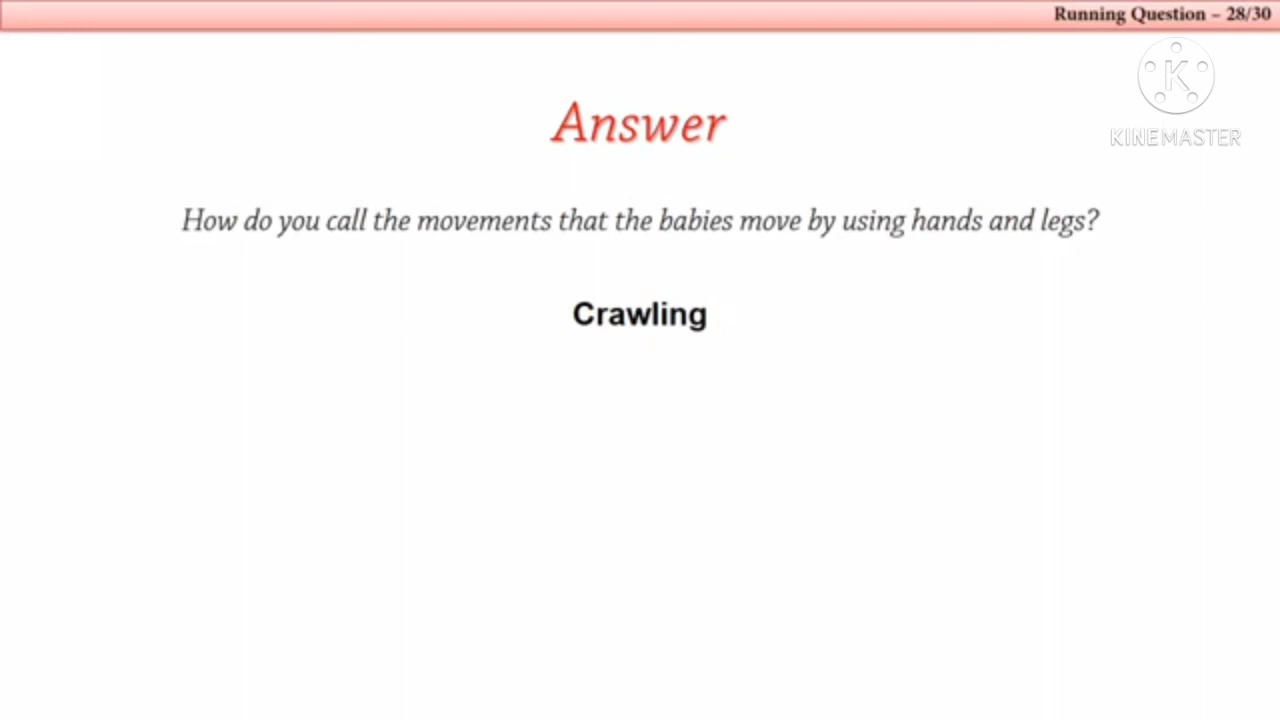 Running Question – 28/30
K
KINEMASTER
Answer
How do you call the movements that the babies move by using hands and legs?
Crawling